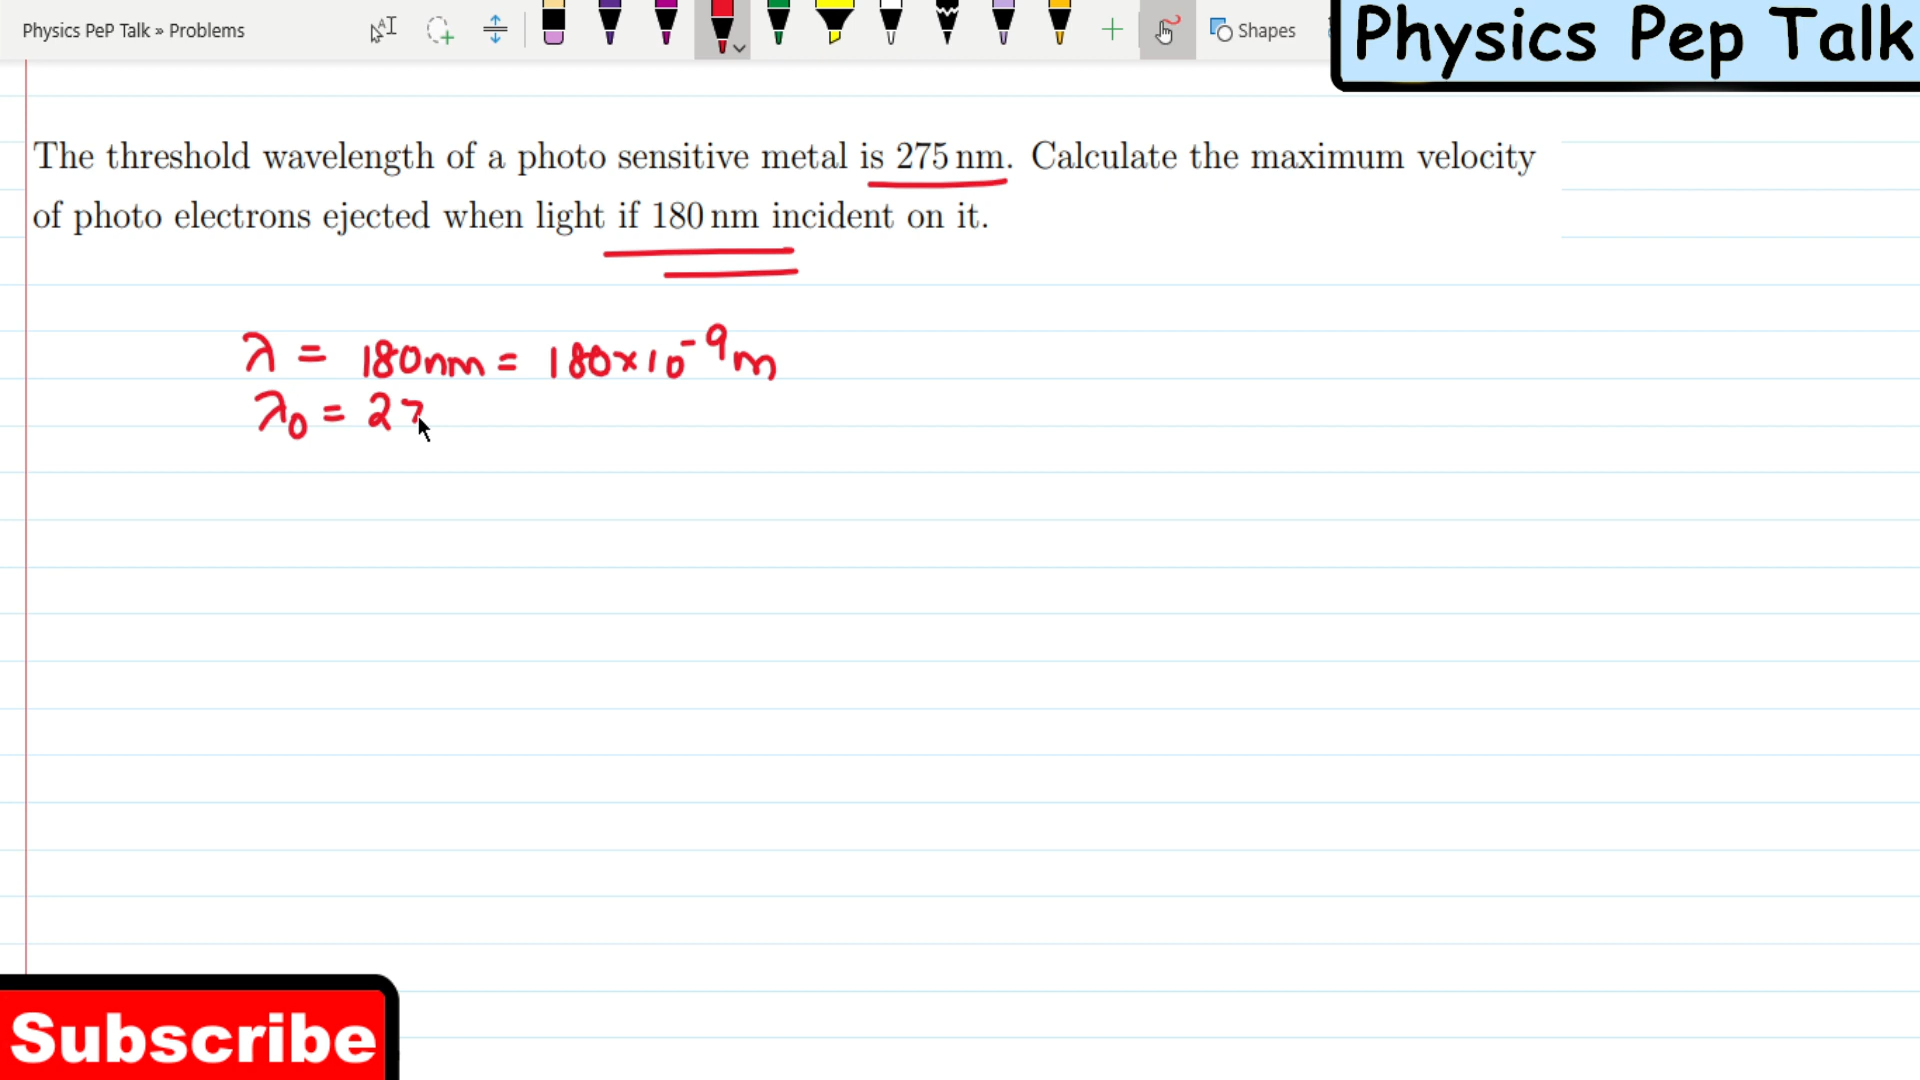 Physics PeP Talk » Problems
Shapes
Physics Pep Talk
The threshold wavelength of a photo sensitive metal is 275 nm. Calculate the maximum velocity
of photo electrons ejected when light if 180 nm incident on it.
λ = 180nm = 180×10⁻⁹m
λ₀ = 27
Subscribe